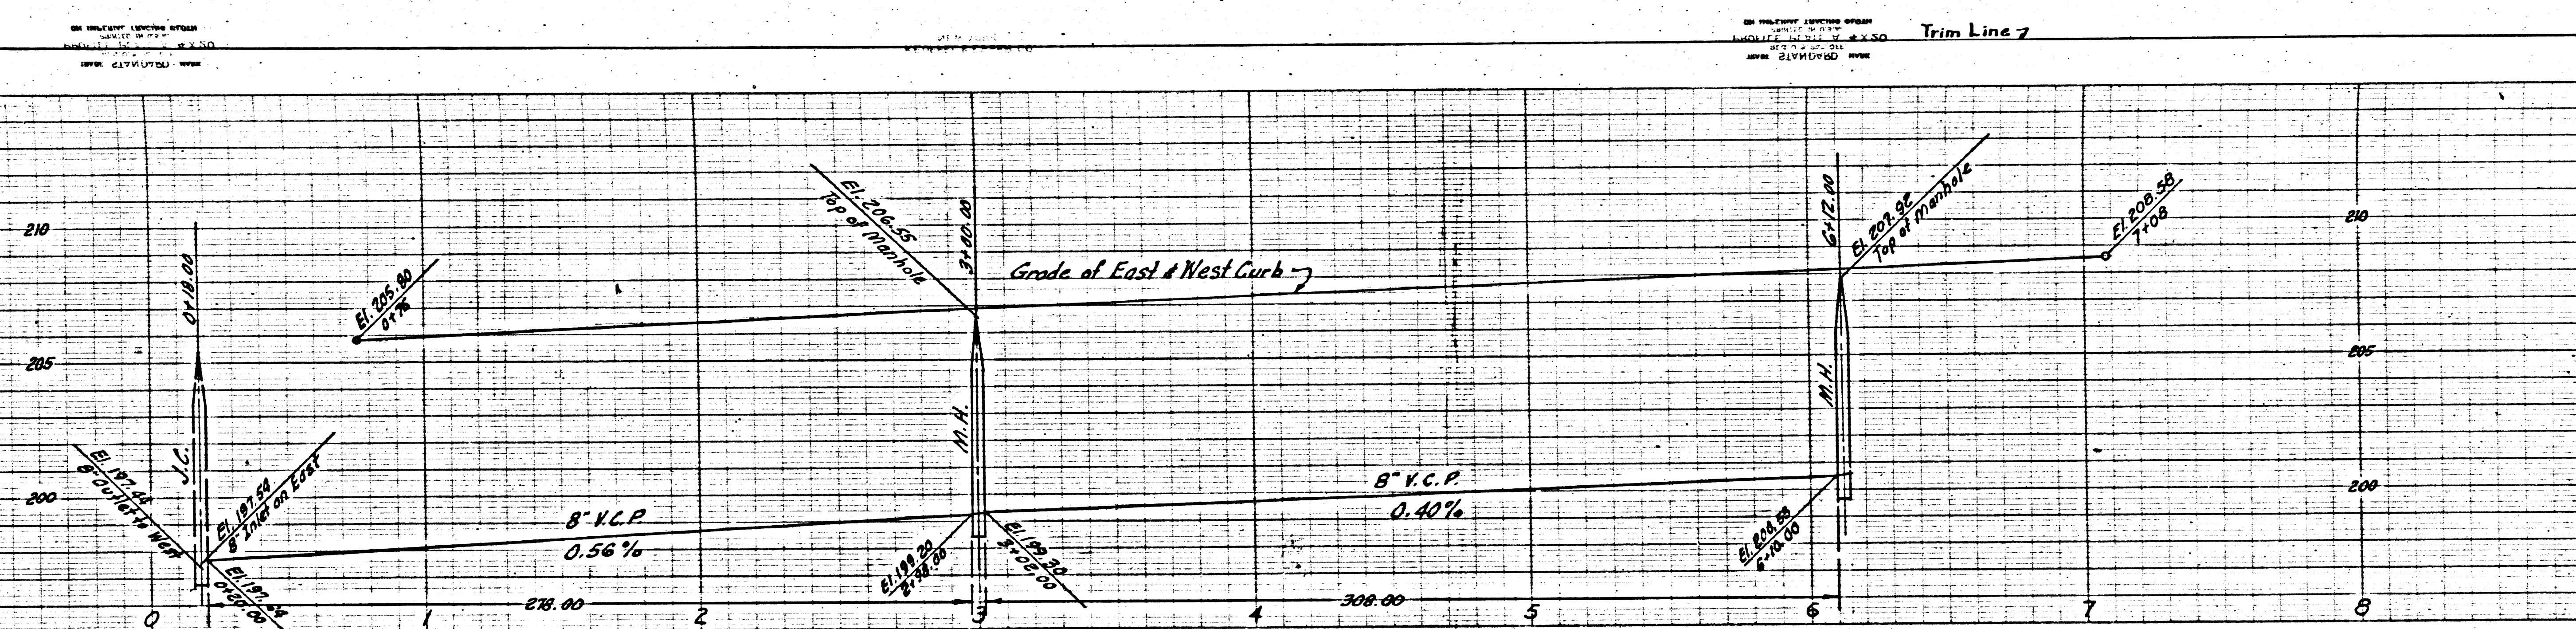 Trim Line
El. 206.55
Top of Manhole
3+00.00
6+12.00
El. 207.92
Top of Manhole
El. 208.58
7+08
210
210
0+18.00
El. 205.80
0+76
Grade of East & West Curb
205
205
M.H.
M.H.
J.C.
El. 197.44
8" Outlet to West
El. 197.54
8" Inlet on East
200
200
8" V.C.P.
0.56%
8" V.C.P.
0.40%
El. 197.64
0+20.00
El. 199.20
2+98.00
El. 199.30
3+02.00
El. 200.53
6+10.00
278.00
308.00
0 1 2 3 4 5 6 7 8